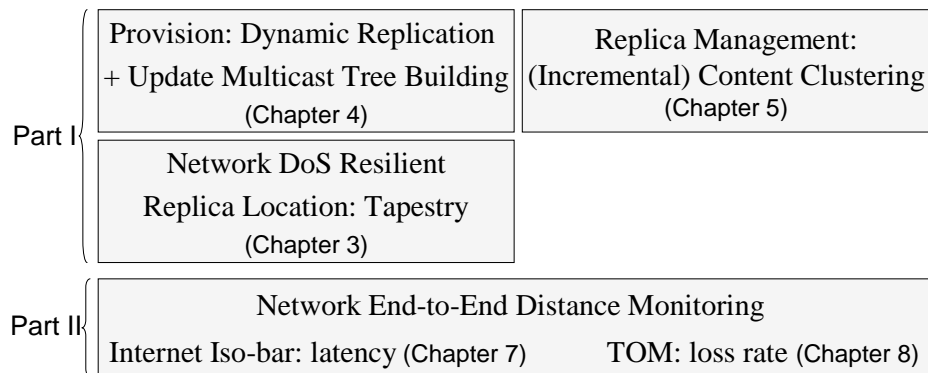 Provision: Dynamic Replication
+ Update Multicast Tree Building
(Chapter 4)
Replica Management:
(Incremental) Content Clustering
(Chapter 5)
Part I
Network DoS Resilient
Replica Location: Tapestry
(Chapter 3)
Part II
Network End-to-End Distance Monitoring
Internet Iso-bar: latency (Chapter 7) TOM: loss rate (Chapter 8)